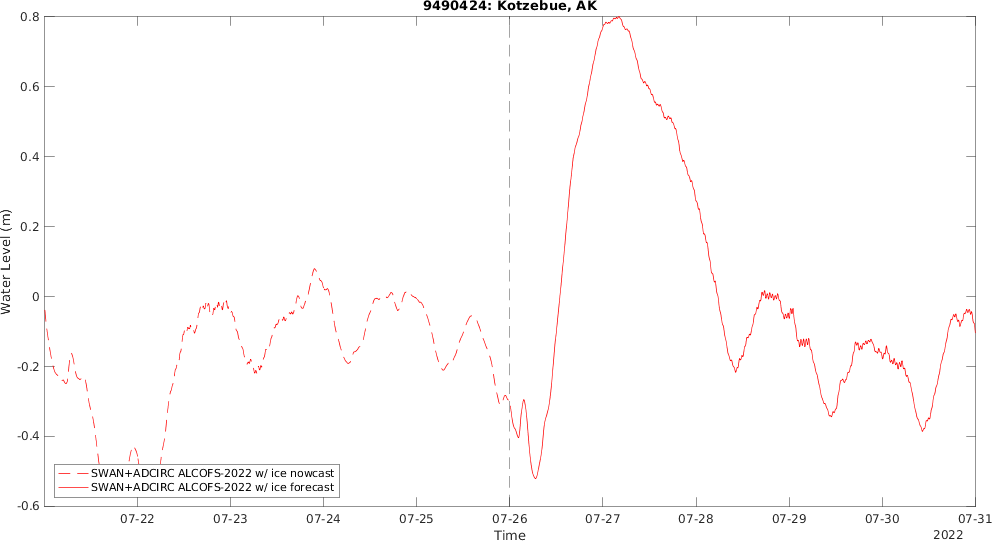 9490424: Kotzebue, AK
0.8
0.6
0.4
0.2
0
-0.2
-0.4
-0.6
Water Level (m)
SWAN+ADCIRC ALCOFS-2022 w/ ice nowcast
SWAN+ADCIRC ALCOFS-2022 w/ ice forecast
07-22 07-23 07-24 07-25 07-26 07-27 07-28 07-29 07-30 07-31
Time
2022